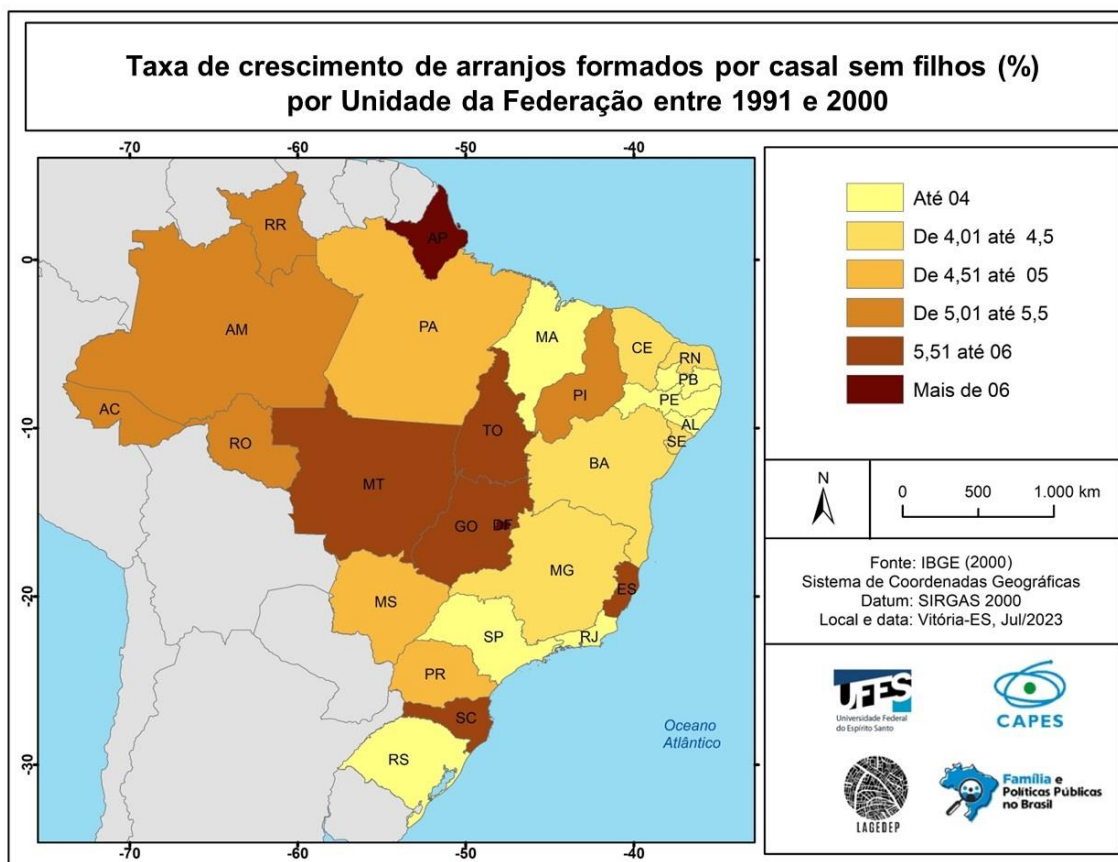 Taxa de crescimento de arranjos formados por casal sem filhos (%)
por Unidade da Federação entre 1991 e 2000
-70 -60 -50 -40
0
-10
-20
-30
-70 -60 -50 -40
RR
AP
AM
PA
MA
CE
RN
PB
PE
AL
SE
PI
AC
RO
TO
MT
BA
GO
DF
MG
ES
MS
SP
RJ
PR
SC
RS
Oceano
Atlântico
Até 04
De 4,01 até 4,5
De 4,51 até 05
De 5,01 até 5,5
5,51 até 06
Mais de 06
N
0 500 1.000 km
Fonte: IBGE (2000)
Sistema de Coordenadas Geográficas
Datum: SIRGAS 2000
Local e data: Vitória-ES, Jul/2023
UFES
Universidade Federal
do Espírito Santo
CAPES
LAGEDEP
Família e
Políticas Públicas
no Brasil